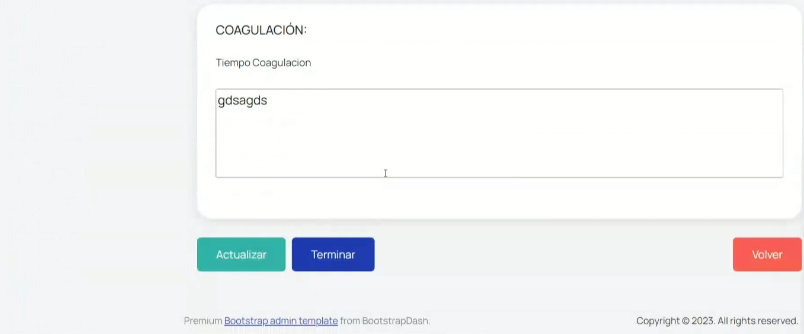 COAGULACIÓN:
Tiempo Coagulacion
gdsagds
Actualizar Terminar Volver
Premium Bootstrap admin template from BootstrapDash. Copyright © 2023. All rights reserved.